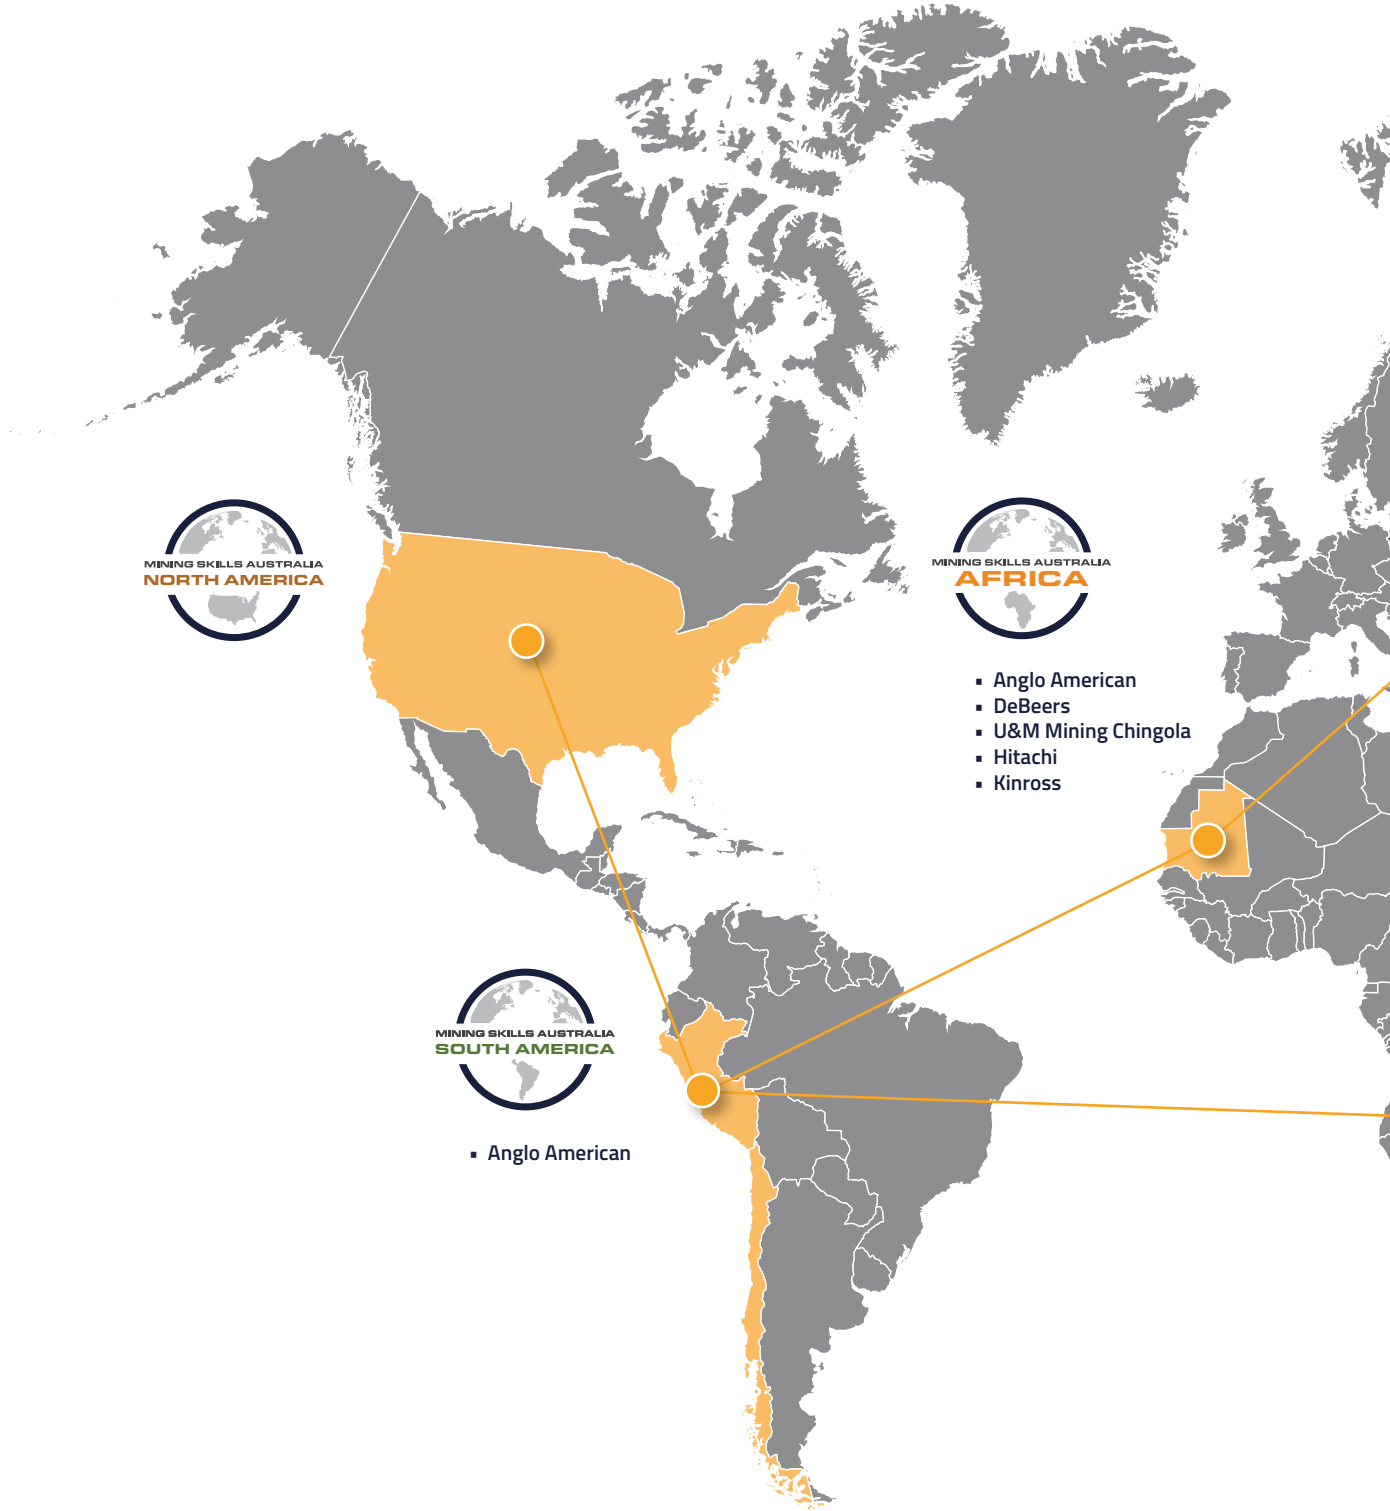 MINING SKILLS AUSTRALIA
NORTH AMERICA
MINING SKILLS AUSTRALIA
AFRICA
▪ Anglo American
▪ DeBeers
▪ U&M Mining Chingola
▪ Hitachi
▪ Kinross
MINING SKILLS AUSTRALIA
SOUTH AMERICA
▪ Anglo American